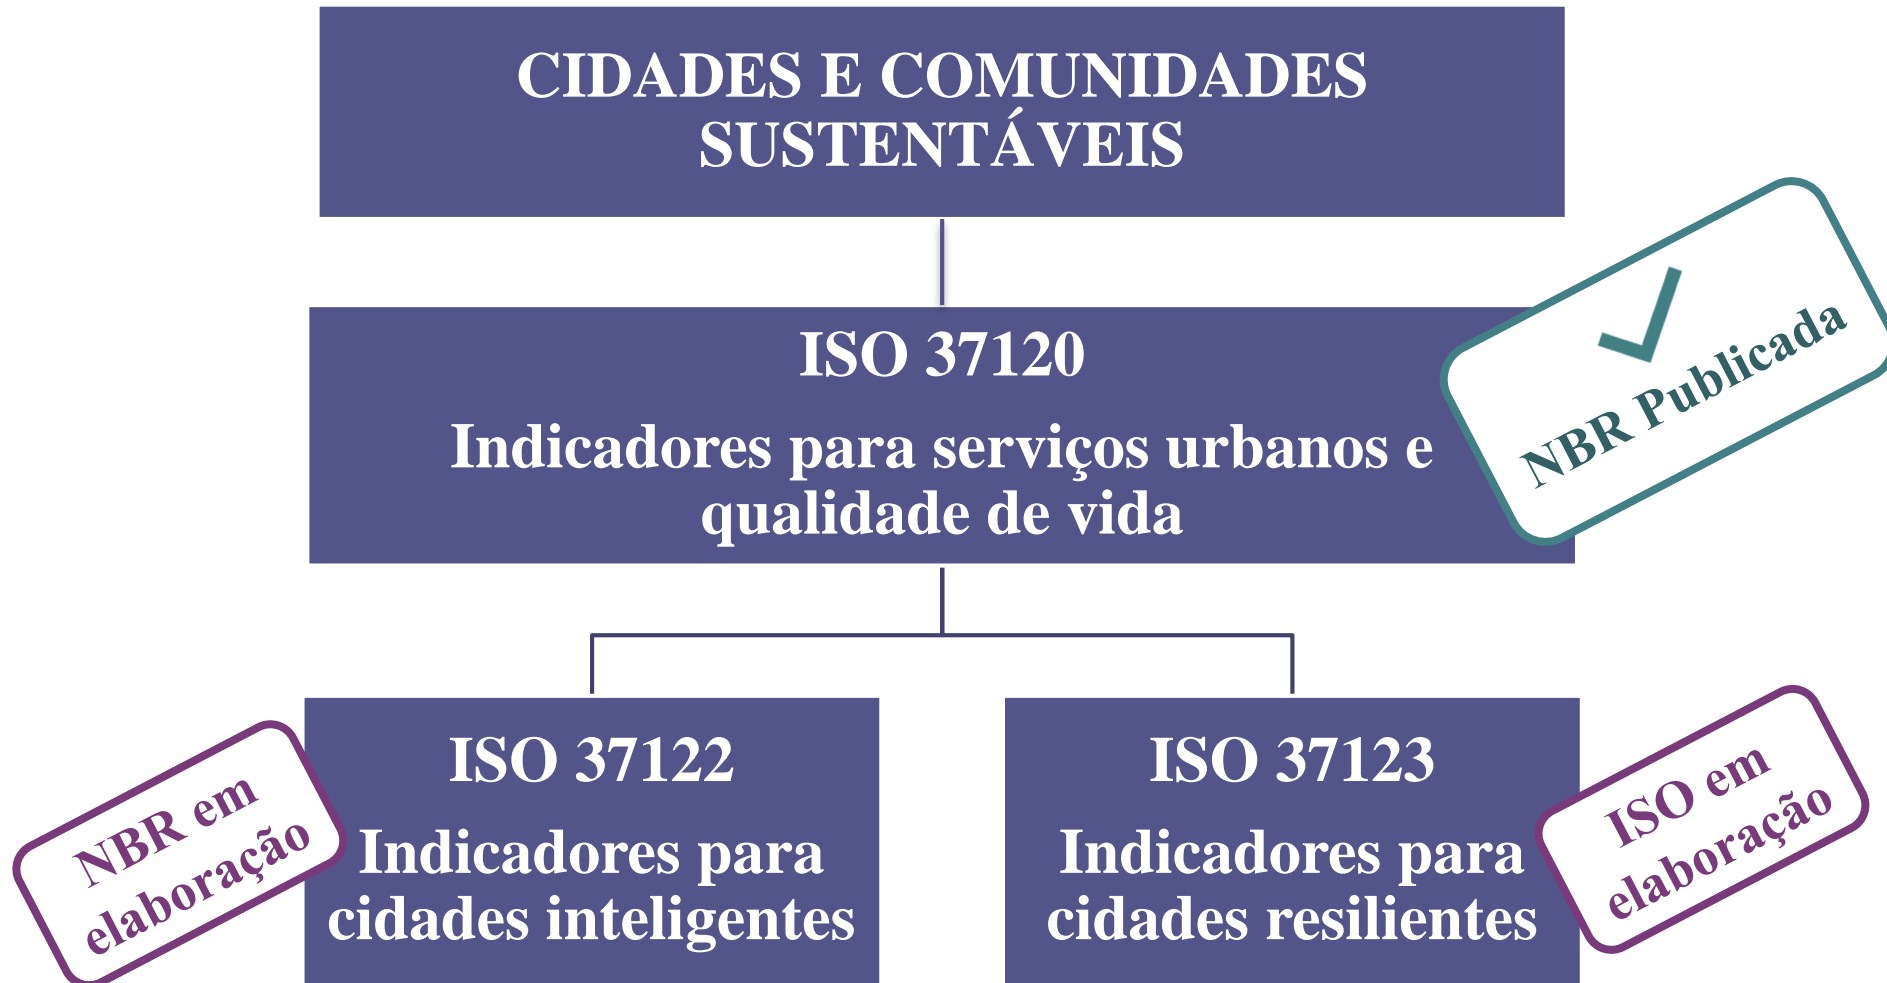 CIDADES E COMUNIDADES
SUSTENTÁVEIS
ISO 37120
Indicadores para serviços urbanos e
qualidade de vida
NBR Publicada
ISO 37122
Indicadores para
cidades inteligentes
NBR em
elaboração
ISO 37123
Indicadores para
cidades resilientes
ISO em
elaboração